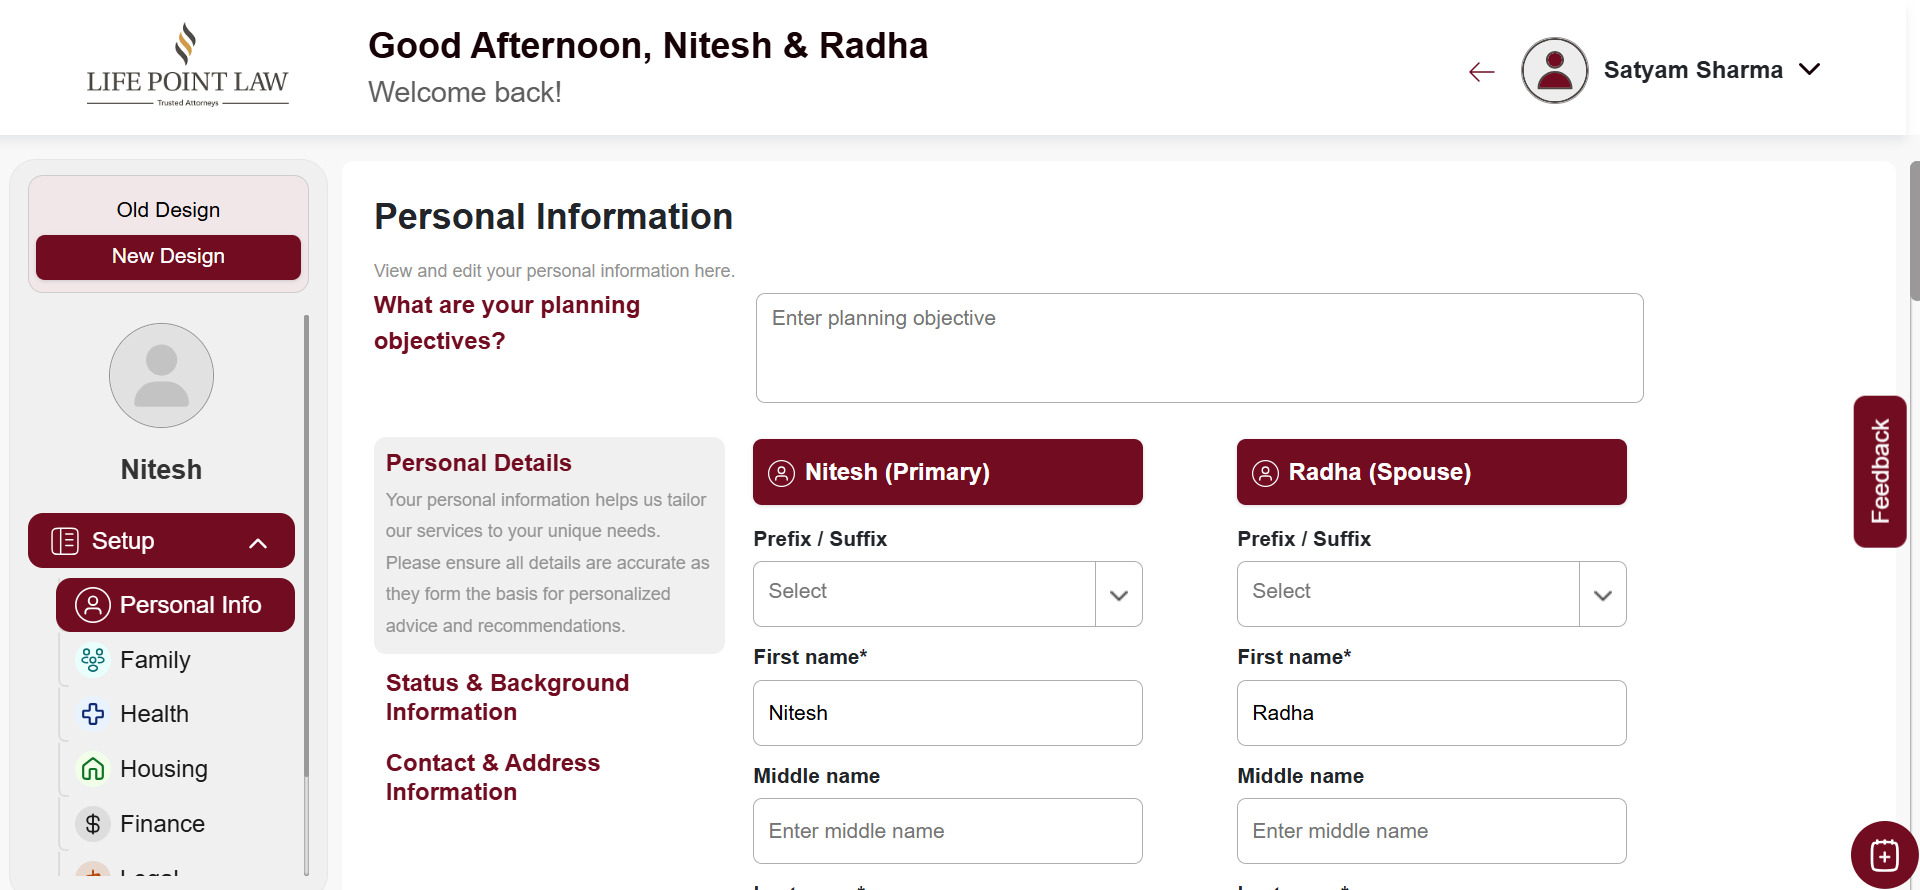 LIFE POINT LAW
Trusted Attorneys
Good Afternoon, Nitesh & Radha
Welcome back!
Satyam Sharma
Old Design
New Design
Nitesh
Setup
Personal Info
Family
Health
Housing
Finance
Legal
Personal Information
View and edit your personal information here.
What are your planning
objectives?
Enter planning objective
Personal Details
Your personal information helps us tailor
our services to your unique needs.
Please ensure all details are accurate as
they form the basis for personalized
advice and recommendations.
Status & Background
Information
Contact & Address
Information
Nitesh (Primary)
Prefix / Suffix
Select
First name*
Nitesh
Middle name
Enter middle name
Radha (Spouse)
Prefix / Suffix
Select
First name*
Radha
Middle name
Enter middle name
Feedback